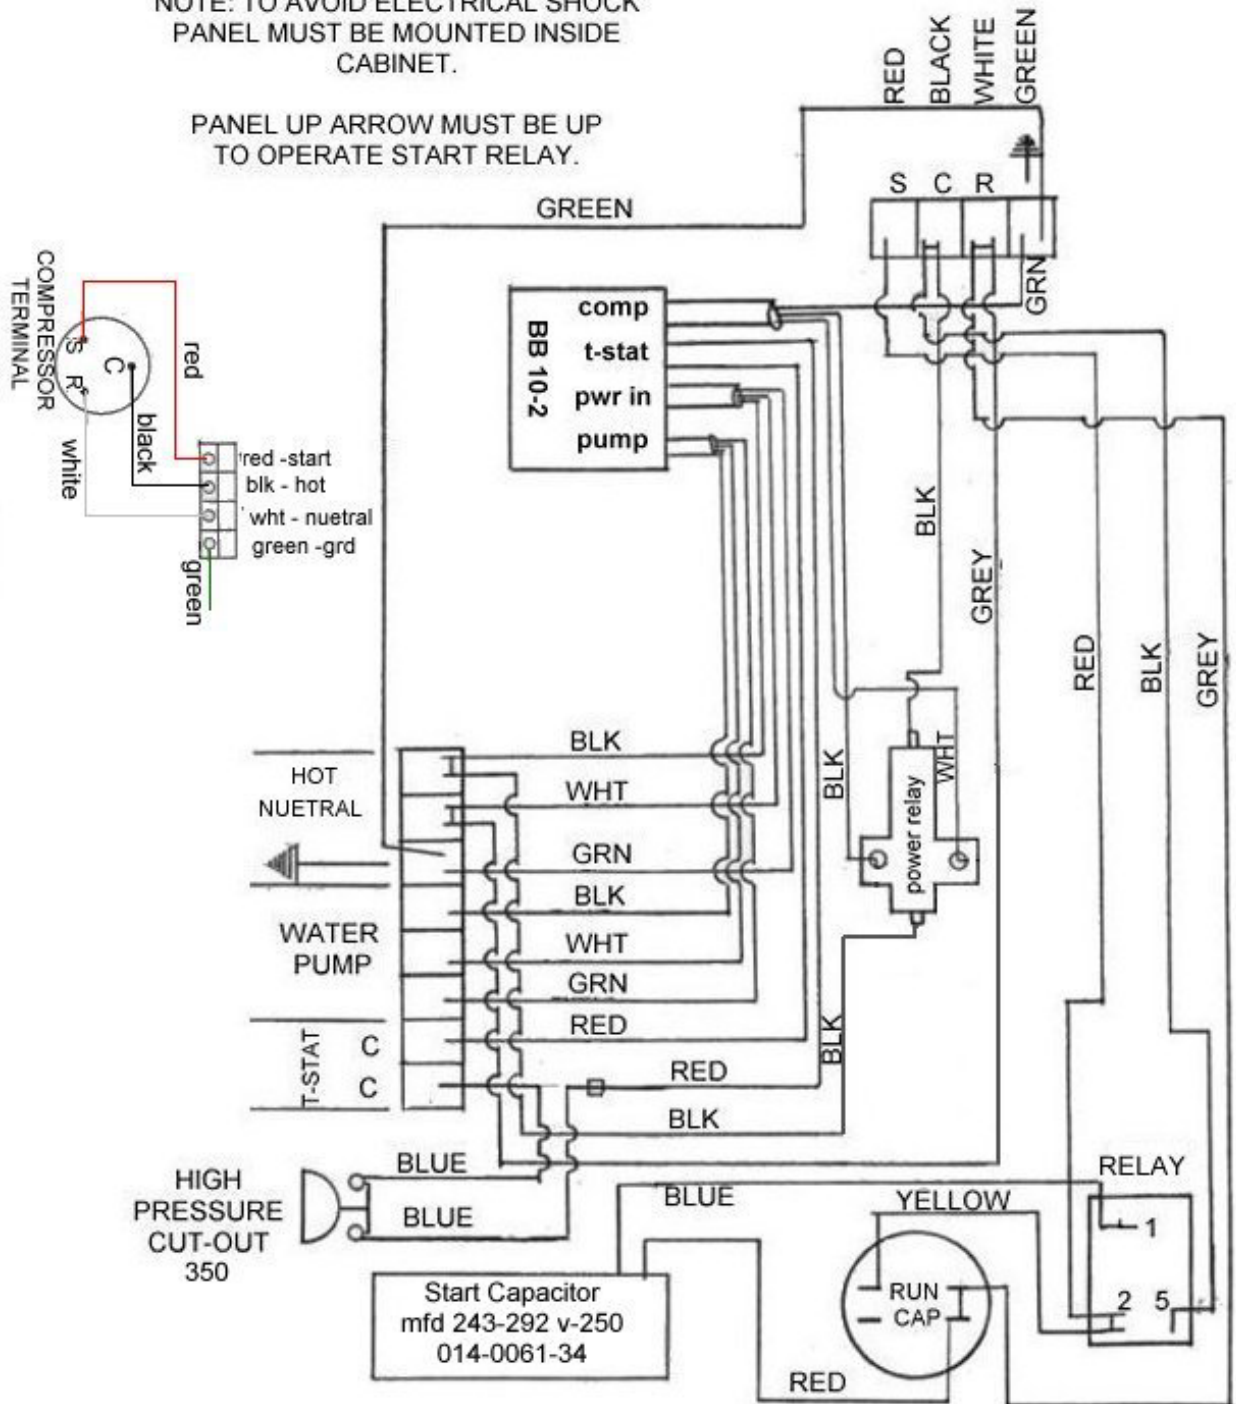 NOTE: TO AVOID ELECTRICAL SHOCK
PANEL MUST BE MOUNTED INSIDE
CABINET.
PANEL UP ARROW MUST BE UP
TO OPERATE START RELAY.
RED
BLACK
WHITE
GREEN
S C R
GREEN
GRN
COMPRESSOR
TERMINAL
S
R
C
red
black
white
red -start
blk - hot
wht - nuetral
green -grd
green
BB 10-2
comp
t-stat
pwr in
pump
BLK
GREY
RED
BLK
GREY
HOT
NUETRAL
WATER
PUMP
T-STAT
C
C
BLK
WHT
GRN
BLK
WHT
GRN
RED
RED
BLK
BLK
WHT
power relay
BLK
HIGH
PRESSURE
CUT-OUT
350
BLUE
BLUE
BLUE
Start Capacitor
mfd 243-292 v-250
014-0061-34
YELLOW
RUN
CAP
RED
RELAY
1
2 5